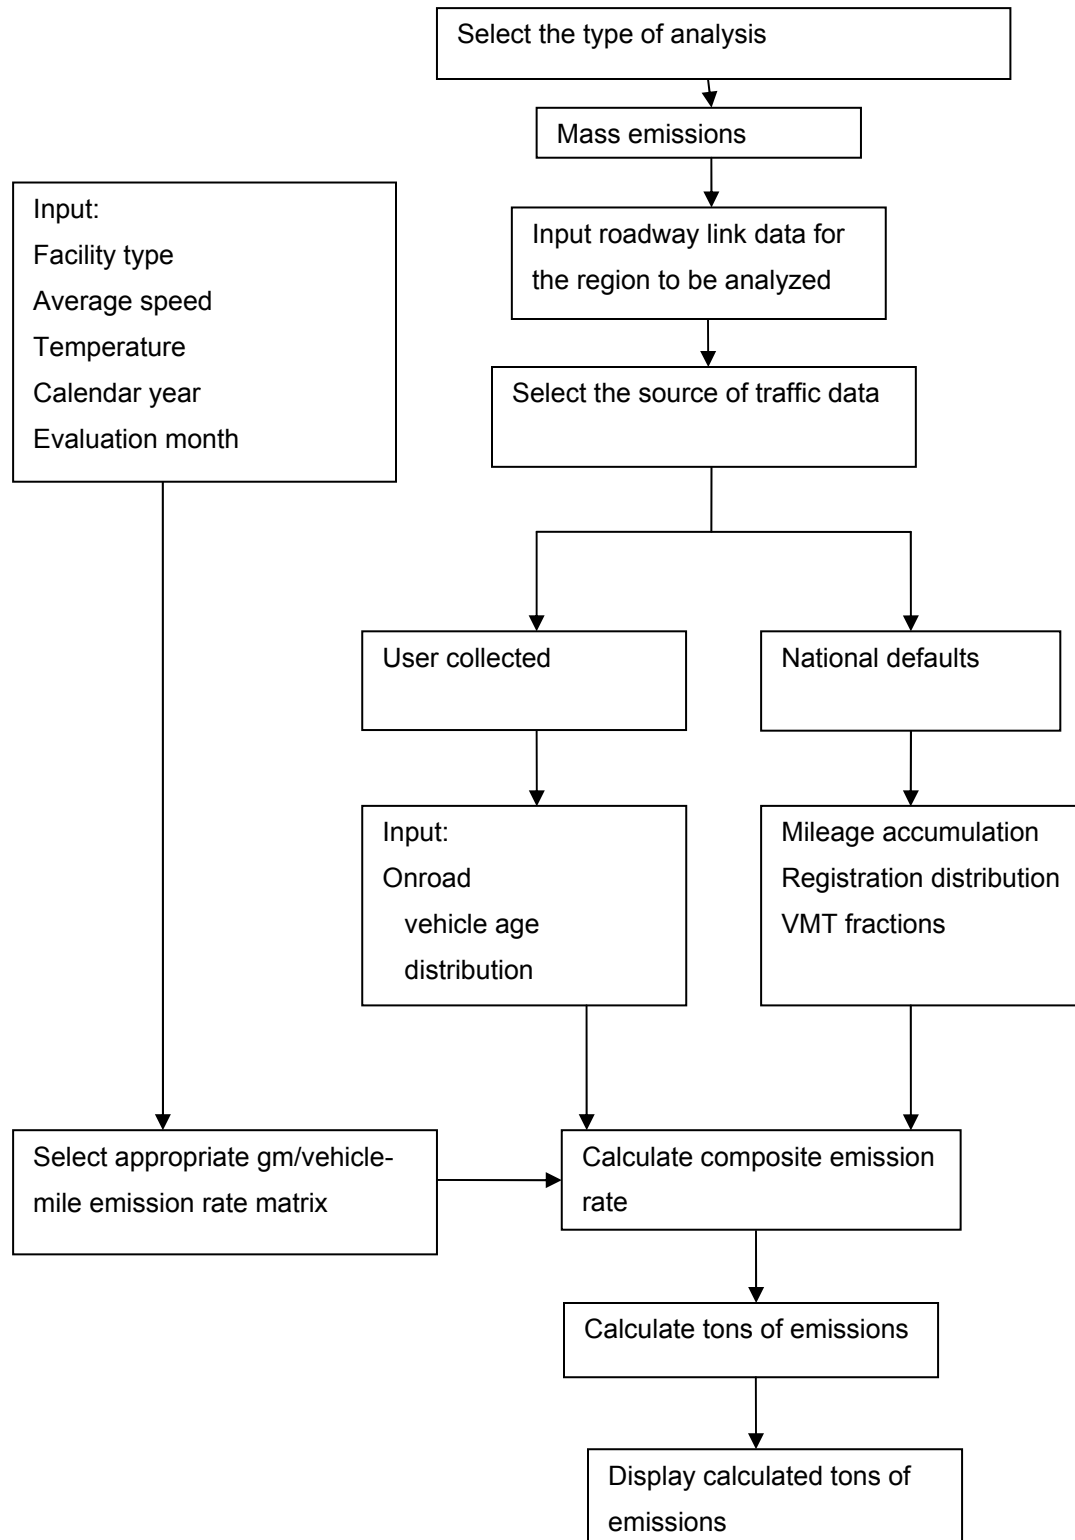 Select the type of analysis
Mass emissions
Input:
Facility type
Average speed
Temperature
Calendar year
Evaluation month
Input roadway link data for
the region to be analyzed
Select the source of traffic data
User collected
National defaults
Input:
Onroad
vehicle age
distribution
Mileage accumulation
Registration distribution
VMT fractions
Select appropriate gm/vehicle-
mile emission rate matrix
Calculate composite emission
rate
Calculate tons of emissions
Display calculated tons of
emissions